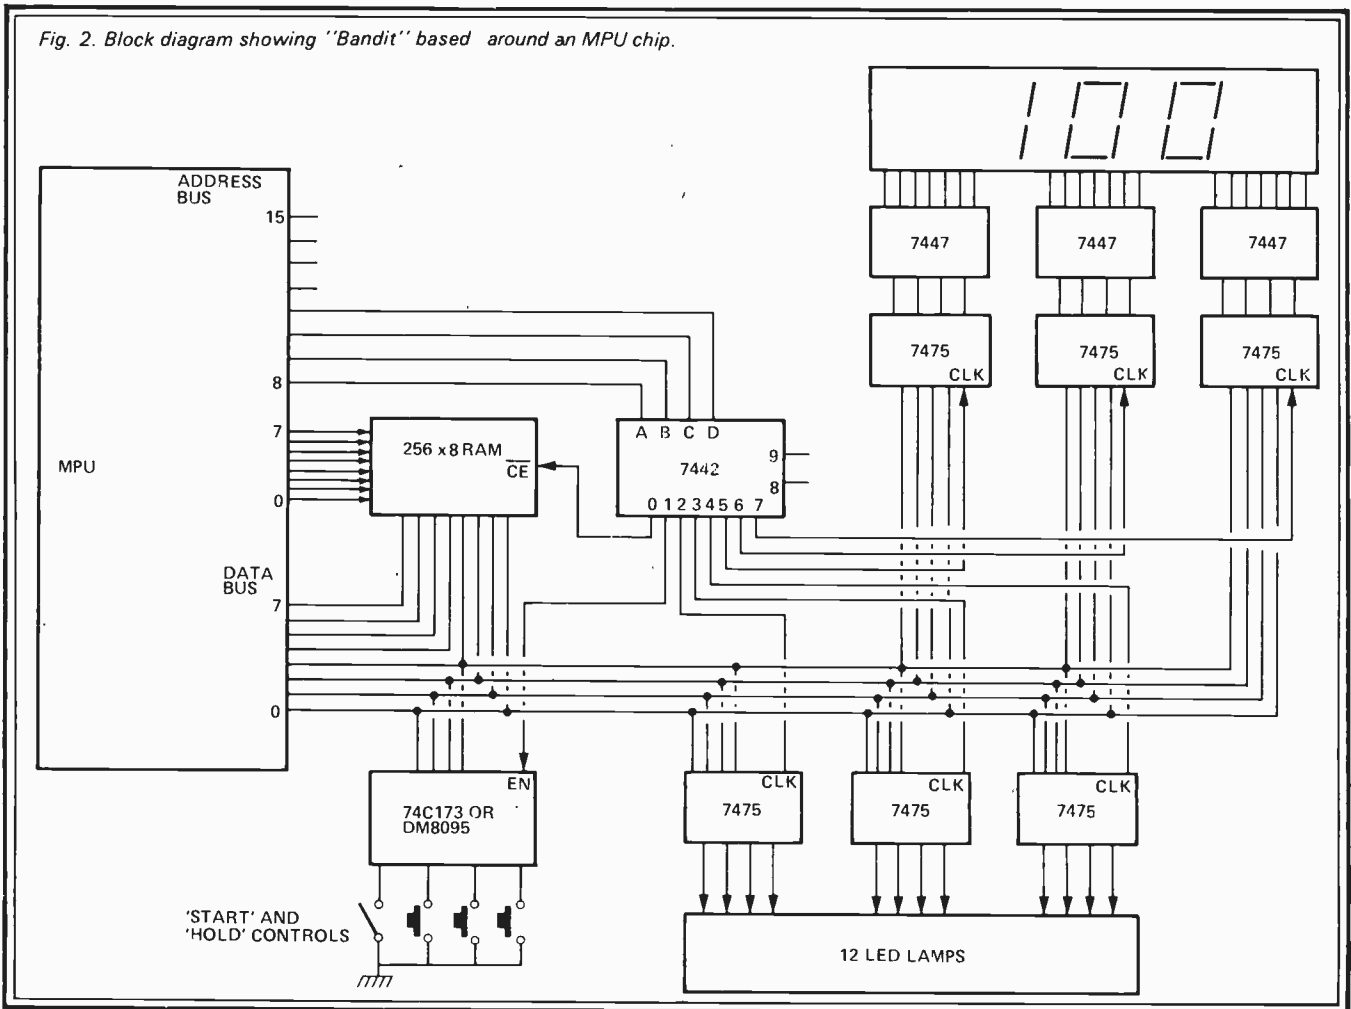 Fig. 2. Block diagram showing "Bandit" based around an MPU chip.
100
ADDRESS
BUS
15
8
7
0
MPU
DATA
BUS
7
0
256 x 8 RAM
CE
A B C D
7442
9
8
0 1 2 3 4 5 6 7
7447
7447
7447
7475
CLK
7475
CLK
7475
CLK
EN
74C173 OR
DM8095
CLK
7475
CLK
7475
CLK
7475
'START' AND
'HOLD' CONTROLS
12 LED LAMPS